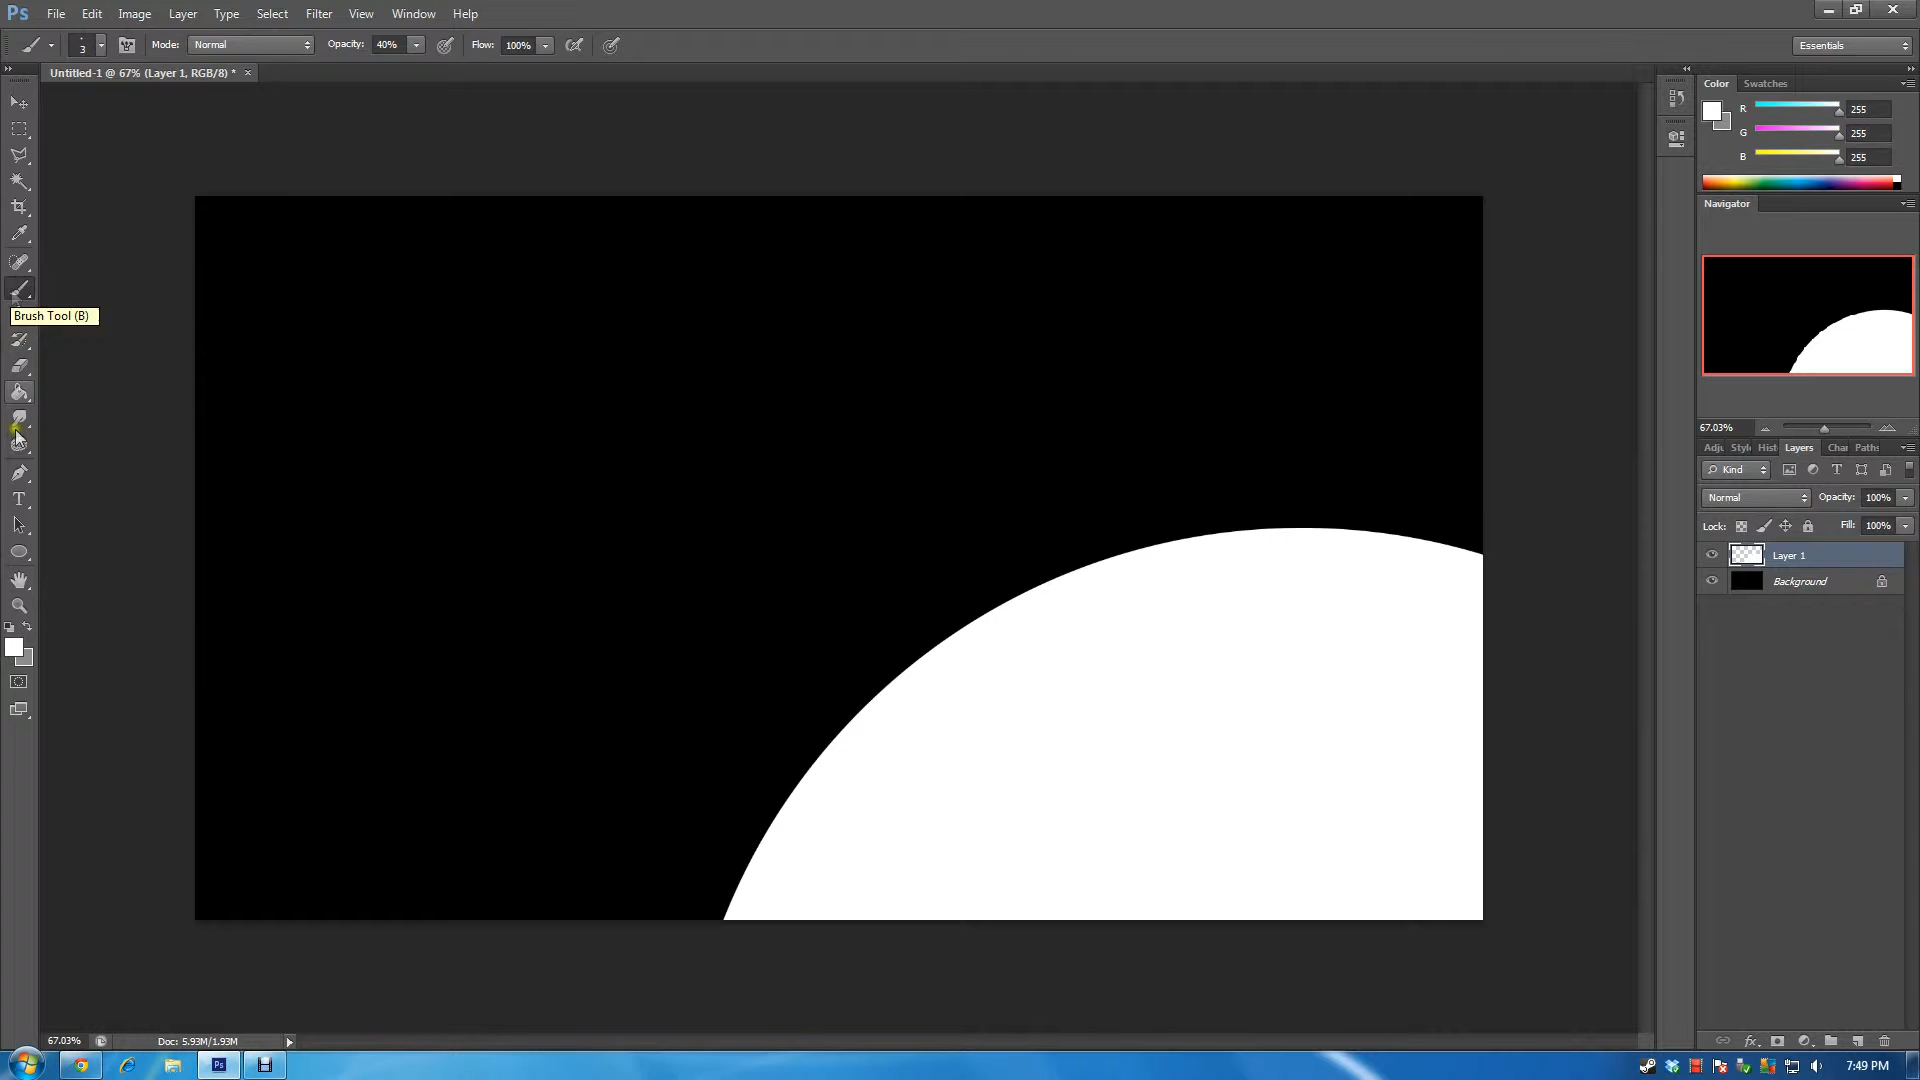 Ps File Edit Image Layer Type Select Filter 3D View Window Help
3 Mode: Normal Opacity: 40% Flow: 100% Essentials
Untitled-1 @ 67% (Layer 1, RGB/8) * ×
Color Swatches
R 255
G 255
B 255
Navigator
Brush Tool (B)
67.03%
Adju Style Hist Layers Char Paths
Kind
Normal Opacity: 100%
Lock: Fill: 100%
Layer 1
Background
67.03% Doc: 5.93M/1.93M
7:49 PM